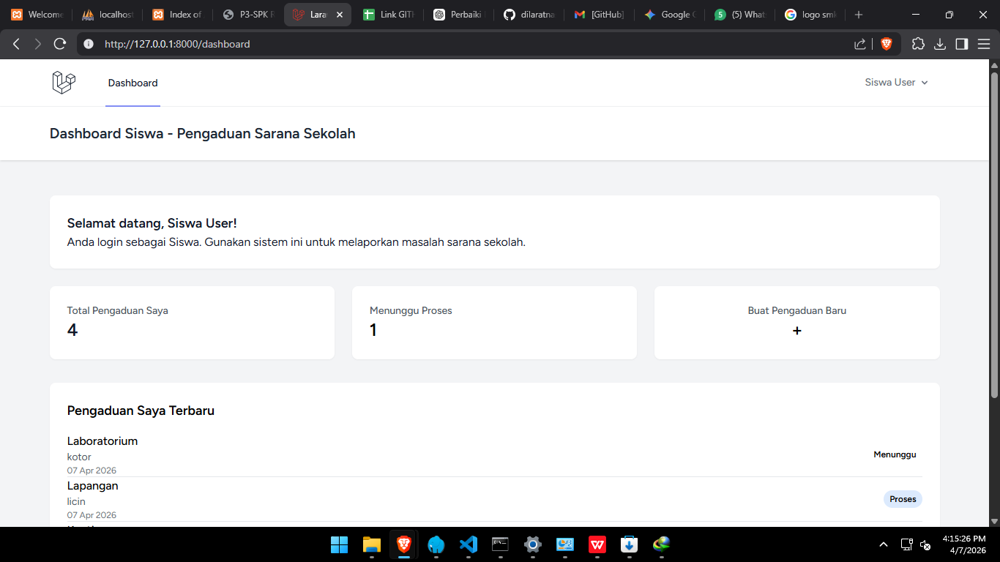 Welcome
localhost
Index of
P3-SPK R
Lara
Link GITH
Perbaiki
dilaratna
[GitHub]
Google G
(5) What
logo smk
http://127.0.0.1:8000/dashboard
Dashboard
Siswa User
Dashboard Siswa - Pengaduan Sarana Sekolah
Selamat datang, Siswa User!
Anda login sebagai Siswa. Gunakan sistem ini untuk melaporkan masalah sarana sekolah.
Total Pengaduan Saya
4
Menunggu Proses
1
Buat Pengaduan Baru
+
Pengaduan Saya Terbaru
Laboratorium
kotor
07 Apr 2026
Menunggu
Lapangan
licin
07 Apr 2026
Proses
4:15:26 PM
4/7/2026